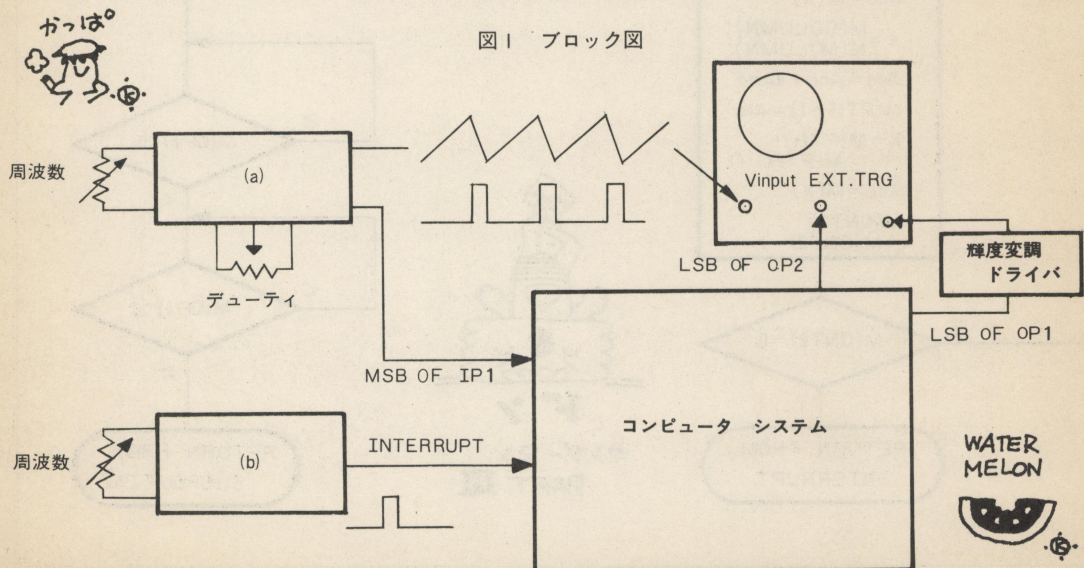 かっぱ
図1 ブロック図
周波数
(a)
デューティ
Vinput EXT.TRG
LSB OF OP2
輝度変調
ドライバ
LSB OF OP1
MSB OF IP1
周波数
(b)
INTERRUPT
コンピュータ システム
WATER
MELON
K
K